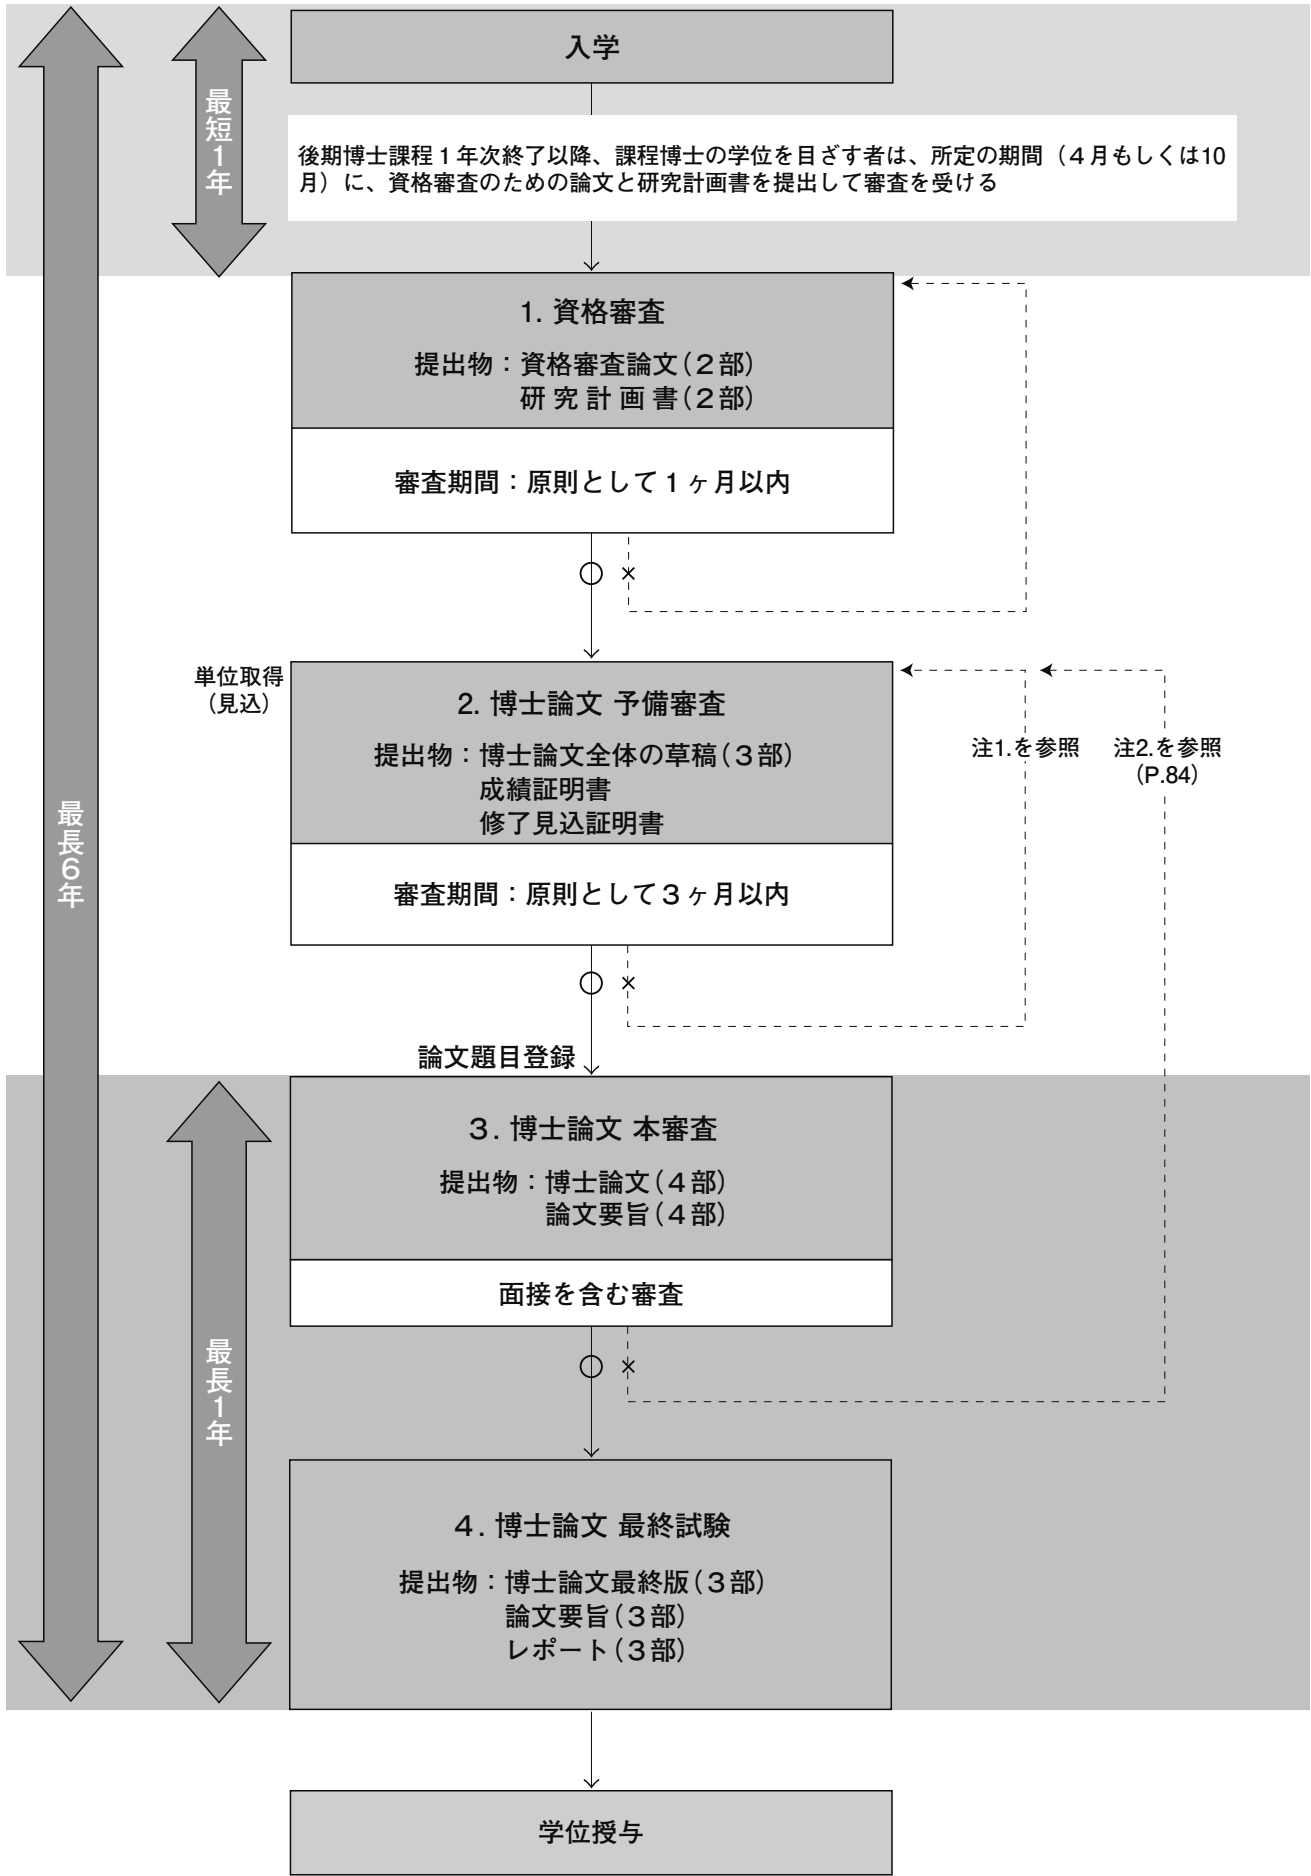 入学
最短1年
後期博士課程1年次終了以降、課程博士の学位を目ざす者は、所定の期間（4月もしくは10
月）に、資格審査のための論文と研究計画書を提出して審査を受ける
1. 資格審査
提出物：資格審査論文(2部)
研究計画書(2部)
審査期間：原則として1ヶ月以内
○ ×
単位取得
(見込)
2. 博士論文 予備審査
提出物：博士論文全体の草稿(3部)
成績証明書
修了見込証明書
注1.を参照
注2.を参照
(P.84)
審査期間：原則として3ヶ月以内
最長6年
○ ×
論文題目登録
3. 博士論文 本審査
提出物：博士論文(4部)
論文要旨(4部)
面接を含む審査
○ ×
最長1年
4. 博士論文 最終試験
提出物：博士論文最終版(3部)
論文要旨(3部)
レポート(3部)
学位授与